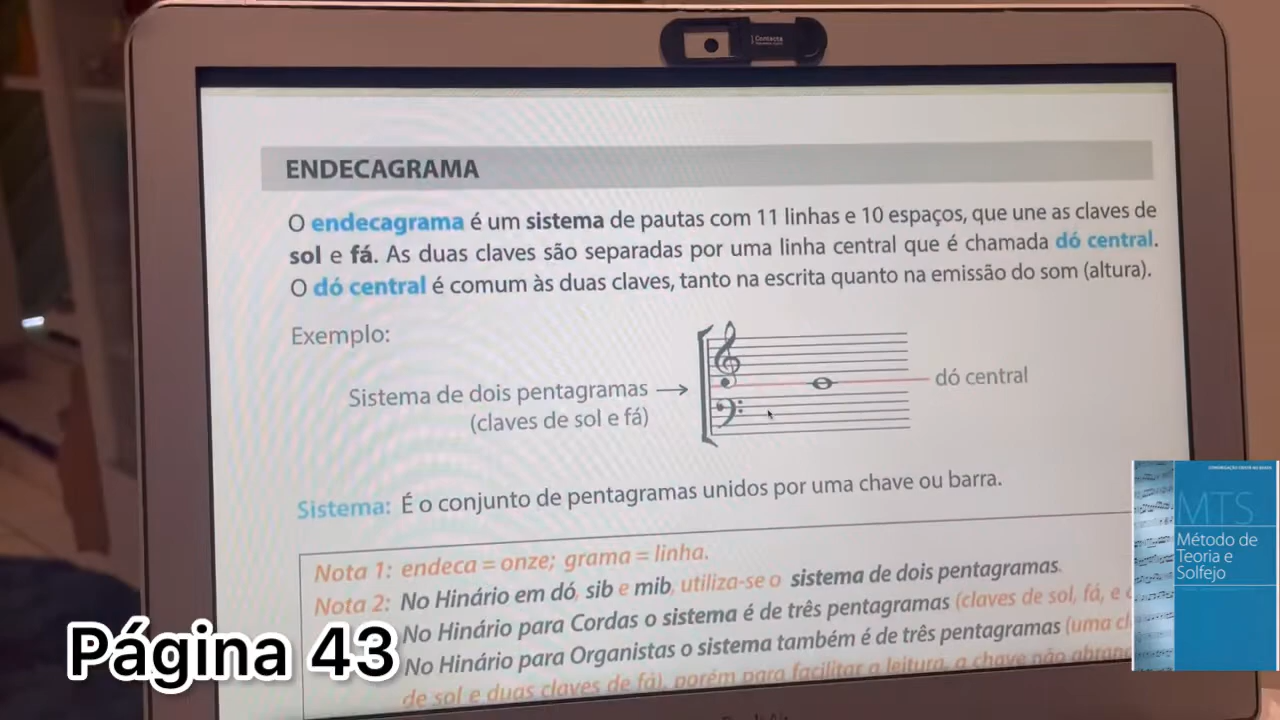 Contacta
ENDECAGRAMA
O endecagrama é um sistema de pautas com 11 linhas e 10 espaços, que une as claves de
sol e fá. As duas claves são separadas por uma linha central que é chamada dó central.
O dó central é comum às duas claves, tanto na escrita quanto na emissão do som (altura).
Exemplo:
Sistema de dois pentagramas
(claves de sol e fá)
dó central
Sistema: É o conjunto de pentagramas unidos por uma chave ou barra.
Nota 1: endeca = onze; grama = linha.
Nota 2: No Hinário em dó, sib e mib, utiliza-se o sistema de dois pentagramas.
No Hinário para Cordas o sistema é de três pentagramas (claves de sol, fá, e
No Hinário para Organistas o sistema também é de três pentagramas (uma
de sol e duas claves de fá), porém para facilitar a leitura, a chave não
Página 43
MTS
Método de
Teoria e
Solfejo